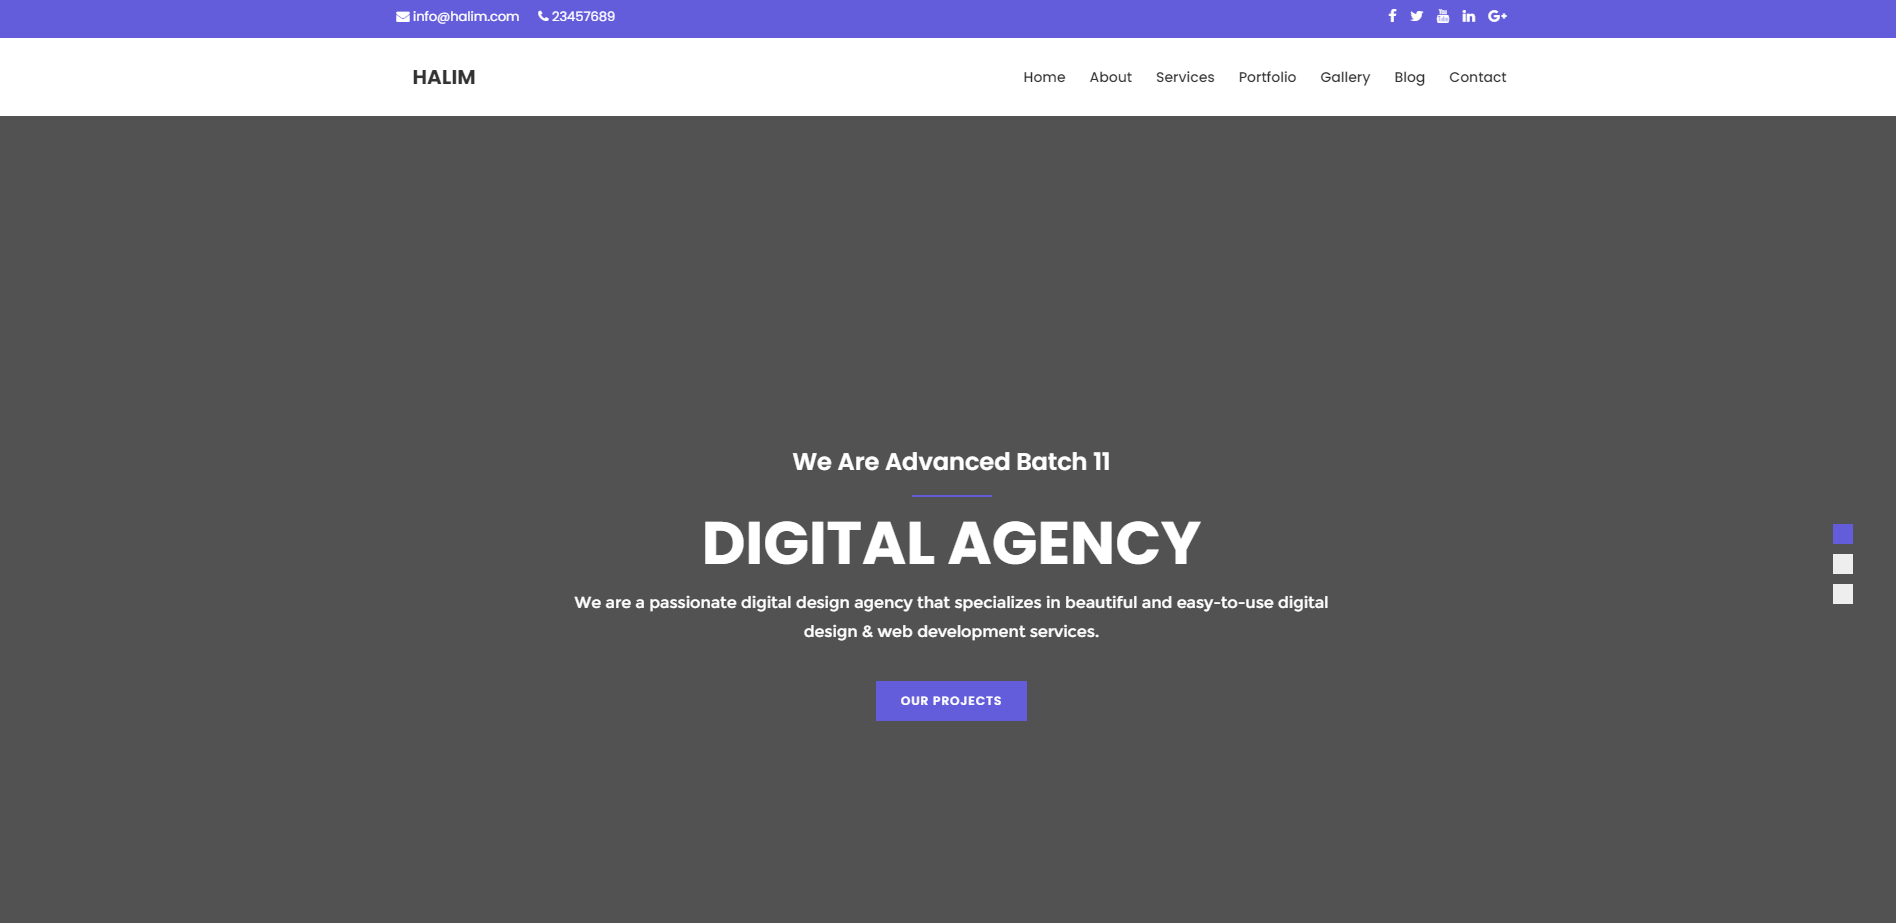 info@halim.com 23457689
HALIM
Home About Services Portfolio Gallery Blog Contact
We Are Advanced Batch 11
DIGITAL AGENCY
We are a passionate digital design agency that specializes in beautiful and easy-to-use digital
design & web development services.
OUR PROJECTS